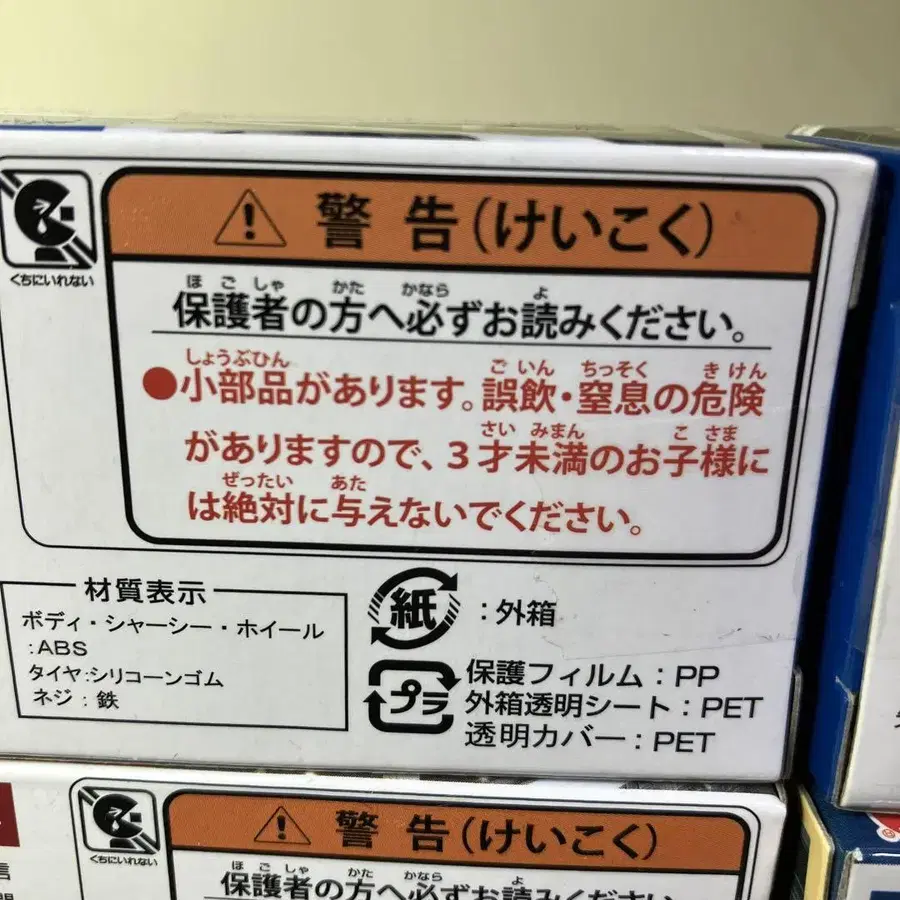 警告(けいこく)
くちにいれない
ほごしゃ かた かなら よ
保護者の方へ必ずお読みください。
しょうぶひん ごいん ちっそく きけん
●小部品があります。誤飲・窒息の危険
さい みまん こ さま
がありますので、3才未満のお子様に
ぜったい あた
は絶対に与えないでください。
材質表示
ボディ・シャーシー・ホイール
:ABS
タイヤ:シリコーンゴム
ネジ:鉄
紙:外箱
プラ
保護フィルム:PP
外箱透明シート:PET
透明カバー:PET
警告(けいこく)
くちにいれない
ほごしゃ かた かなら よ
保護者の方へ必ずお読みください。